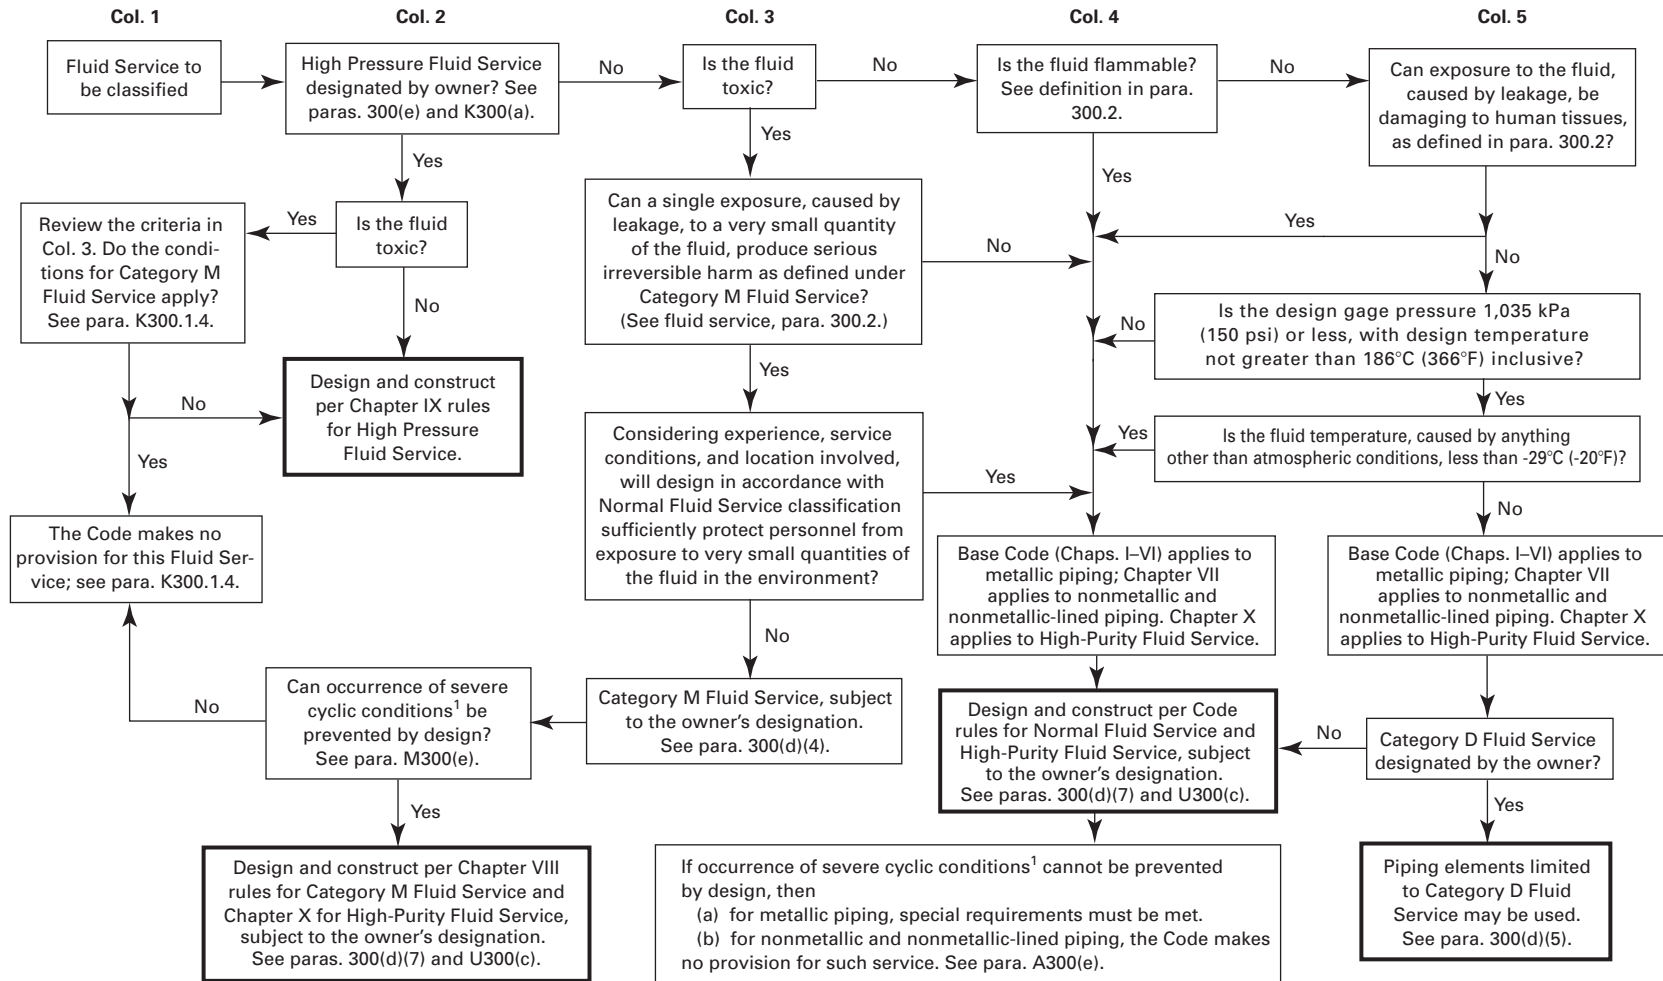 Col. 1
Col. 2
Col. 3
Col. 4
Col. 5
Fluid Service to
be classified
High Pressure Fluid Service
designated by owner? See
paras. 300(e) and K300(a).
No
Is the fluid
toxic?
No
Is the fluid flammable?
See definition in para.
300.2.
No
Can exposure to the fluid,
caused by leakage, be
damaging to human tissues,
as defined in para. 300.2?
Yes
Yes
Yes
Review the criteria in
Col. 3. Do the condi-
tions for Category M
Fluid Service apply?
See para. K300.1.4.
Yes
Is the fluid
toxic?
No
Can a single exposure, caused by
leakage, to a very small quantity
of the fluid, produce serious
irreversible harm as defined under
Category M Fluid Service?
(See fluid service, para. 300.2.)
No
Yes
Yes
No
Is the design gage pressure 1,035 kPa
(150 psi) or less, with design temperature
not greater than 186°C (366°F) inclusive?
No
Yes
No
Yes
Design and construct
per Chapter IX rules
for High Pressure
Fluid Service.
Considering experience, service
conditions, and location involved,
will design in accordance with
Normal Fluid Service classification
sufficiently protect personnel from
exposure to very small quantities of
the fluid in the environment?
Yes
No
Is the fluid temperature, caused by anything
other than atmospheric conditions, less than -29°C (-20°F)?
Yes
No
The Code makes no
provision for this Fluid Ser-
vice; see para. K300.1.4.
Base Code (Chaps. I–VI) applies to
metallic piping; Chapter VII
applies to nonmetallic and
nonmetallic-lined piping. Chapter X
applies to High-Purity Fluid Service.
Base Code (Chaps. I–VI) applies to
metallic piping; Chapter VII
applies to nonmetallic and
nonmetallic-lined piping. Chapter X
applies to High-Purity Fluid Service.
No
Can occurrence of severe
cyclic conditions1 be
prevented by design?
See para. M300(e).
Category M Fluid Service, subject
to the owner's designation.
See para. 300(d)(4).
Design and construct per Code
rules for Normal Fluid Service and
High-Purity Fluid Service, subject
to the owner's designation.
See paras. 300(d)(7) and U300(c).
No
Category D Fluid Service
designated by the owner?
Yes
Yes
Design and construct per Chapter VIII
rules for Category M Fluid Service and
Chapter X for High-Purity Fluid Service,
subject to the owner's designation.
See paras. 300(d)(7) and U300(c).
If occurrence of severe cyclic conditions1 cannot be prevented
by design, then
(a) for metallic piping, special requirements must be met.
(b) for nonmetallic and nonmetallic-lined piping, the Code makes
no provision for such service. See para. A300(e).
Piping elements limited
to Category D Fluid
Service may be used.
See para. 300(d)(5).